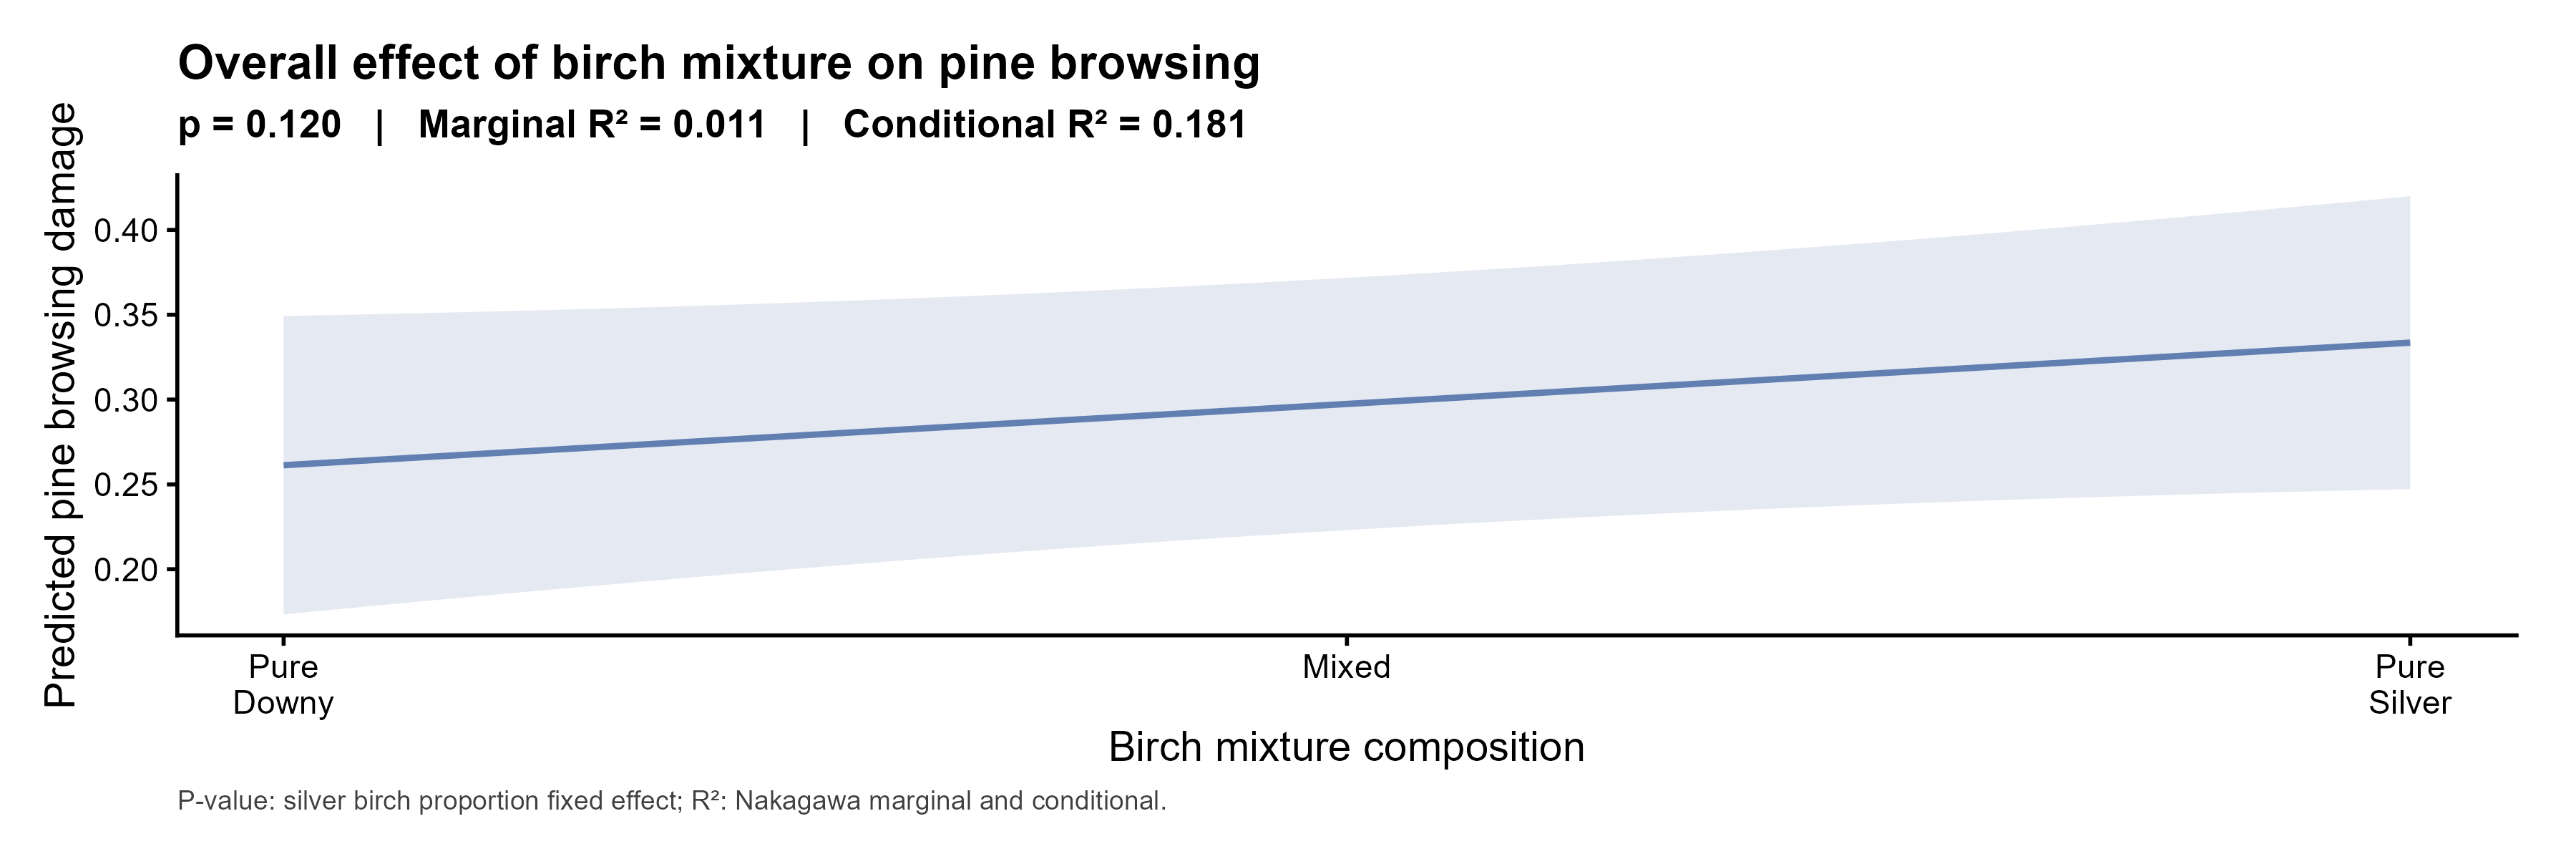 Overall effect of birch mixture on pine browsing
p = 0.120 | Marginal R² = 0.011 | Conditional R² = 0.181
Predicted pine browsing damage
0.40
0.35
0.30
0.25
0.20
Pure
Downy
Mixed
Pure
Silver
Birch mixture composition
P-value: silver birch proportion fixed effect; R²: Nakagawa marginal and conditional.